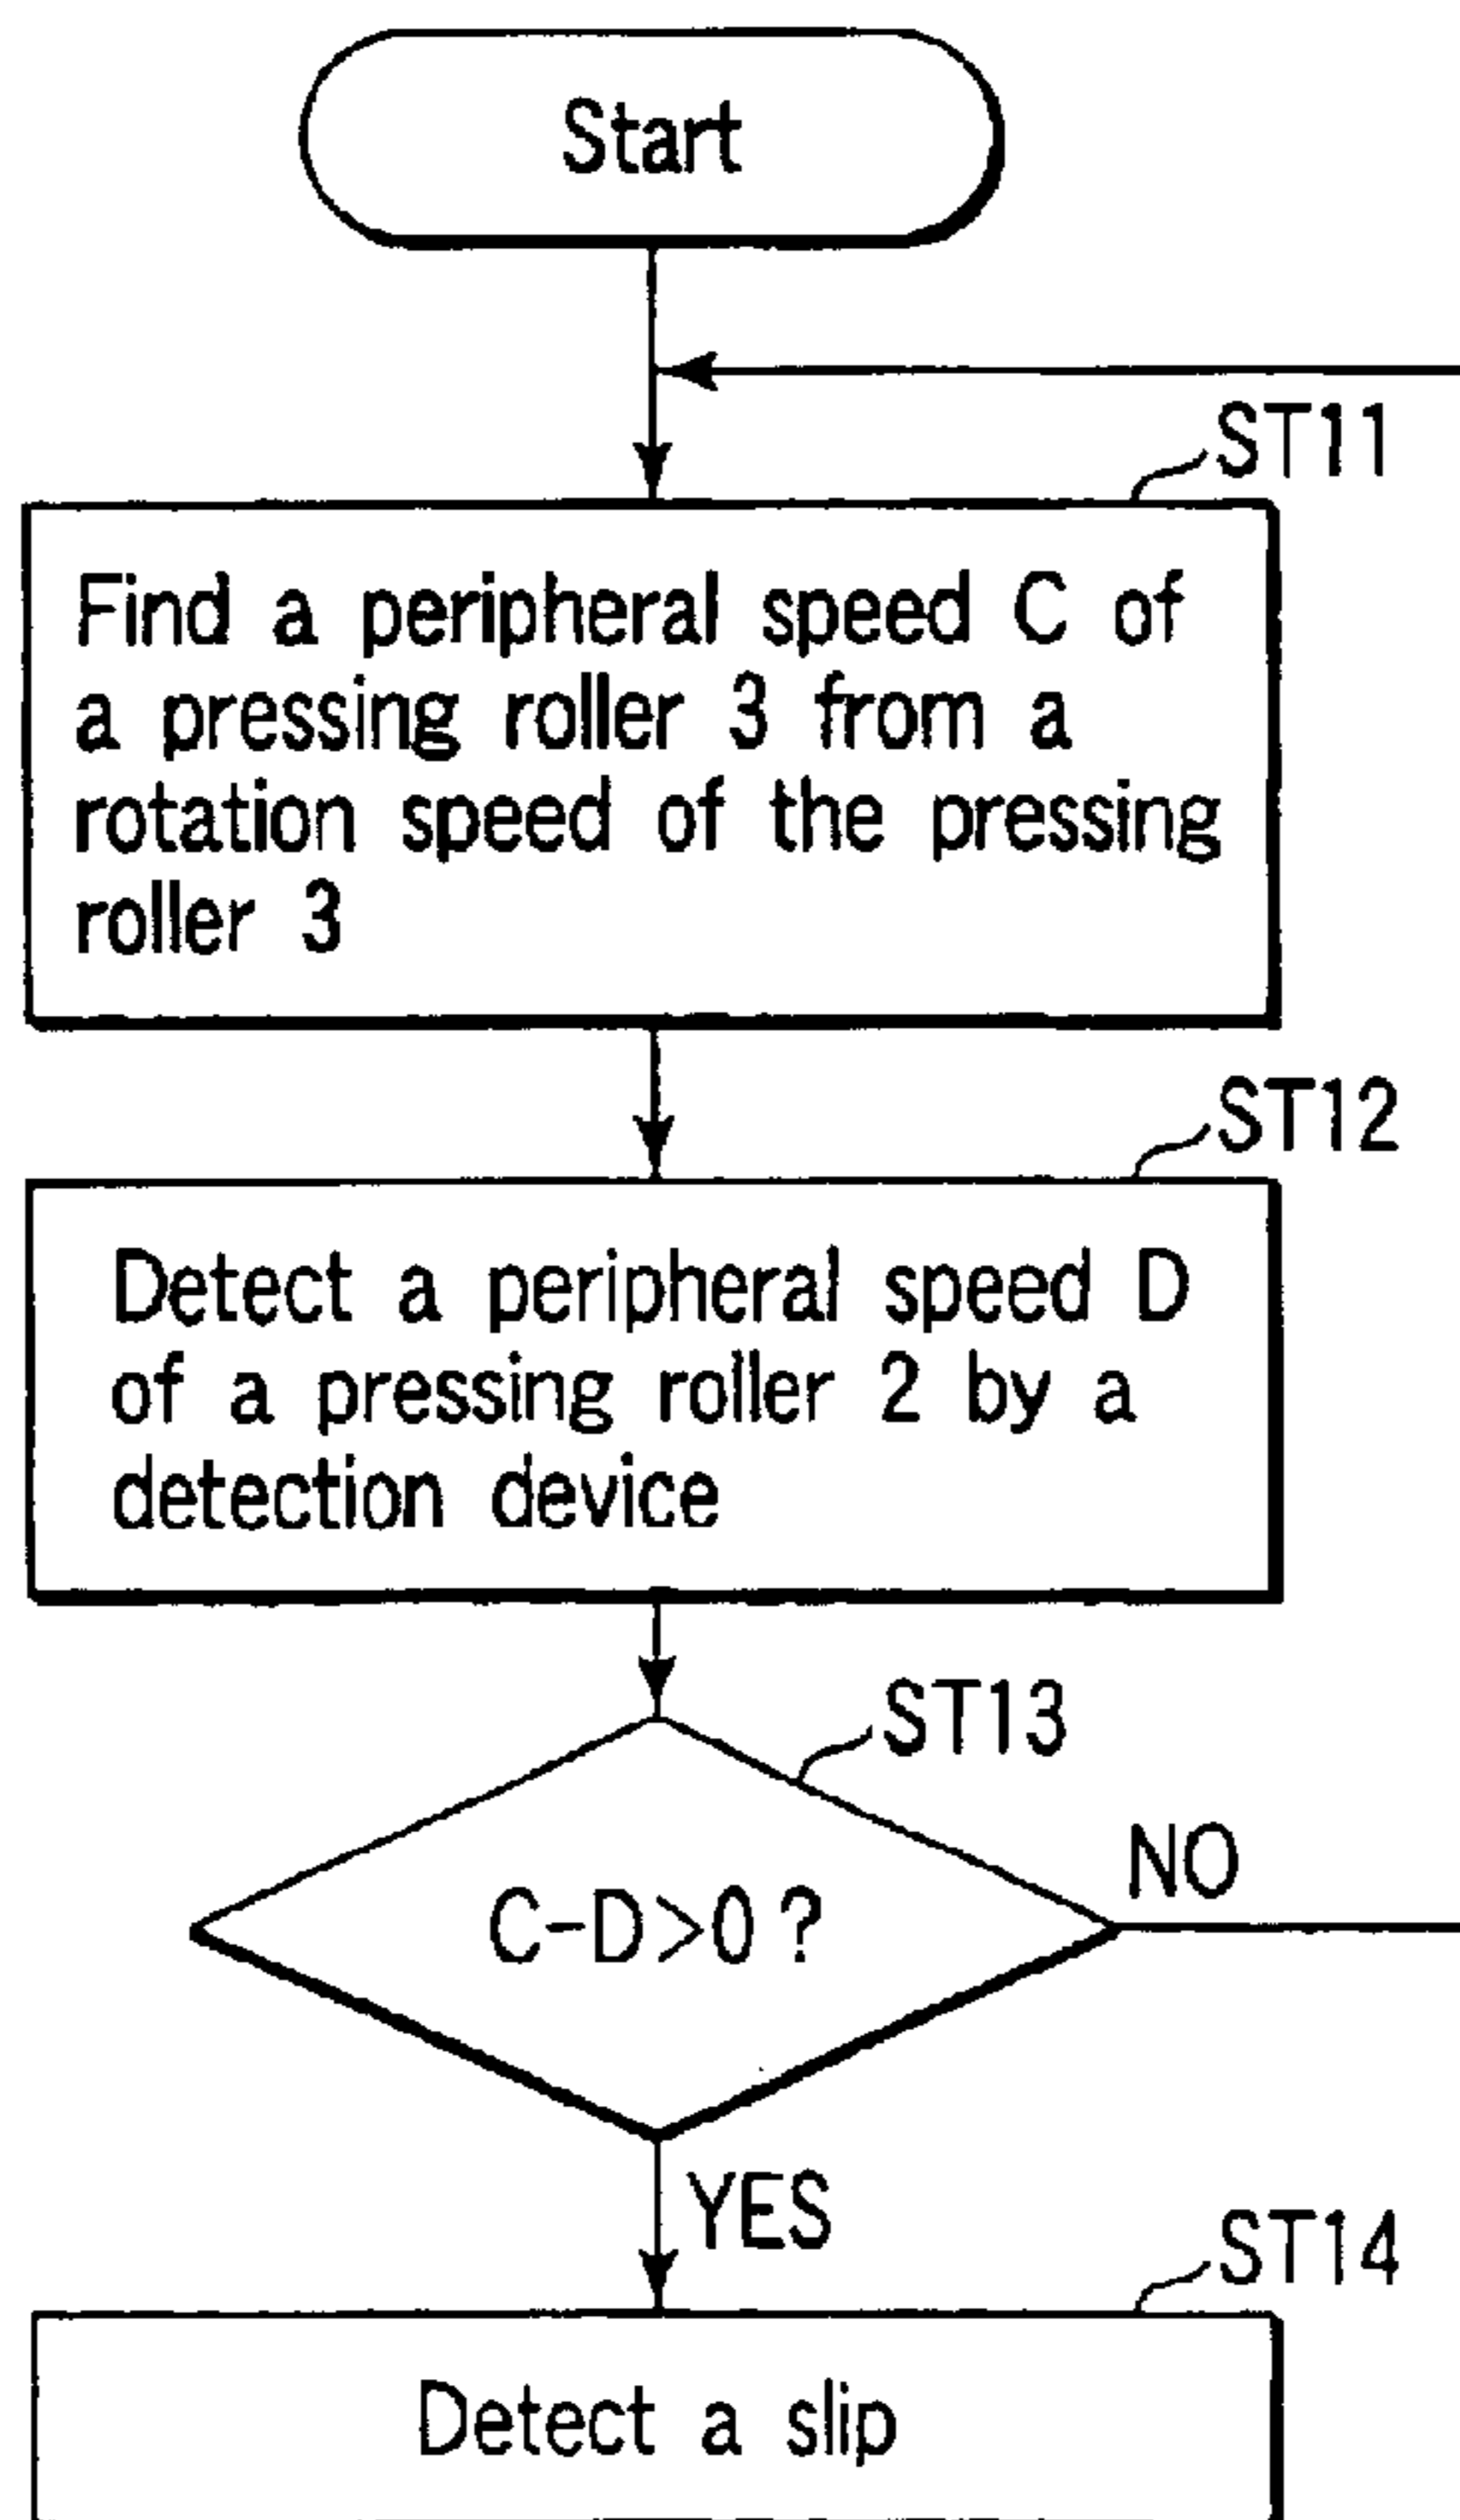 Start
ST11
Find a peripheral speed C of
a pressing roller 3 from a
rotation speed of the pressing
roller 3
ST12
Detect a peripheral speed D
of a pressing roller 2 by a
detection device
ST13
C-D>0?
NO
YES
ST14
Detect a slip